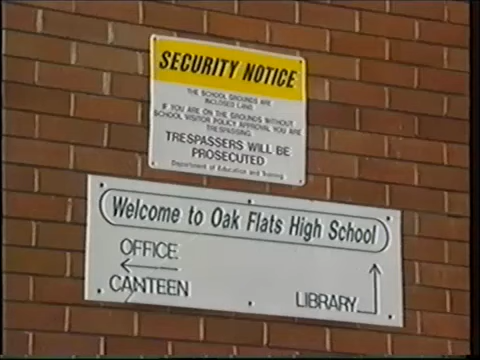 SECURITY NOTICE
THE SCHOOL GROUNDS ARE
INCLOSED LAND
IF YOU ARE ON THE GROUNDS WITHOUT
SCHOOL VISITOR POLICY APPROVAL YOU ARE
TRESPASSING.
TRESPASSERS WILL BE
PROSECUTED
Department of Education and Training
Welcome to Oak Flats High School
OFFICE
CANTEEN
LIBRARY